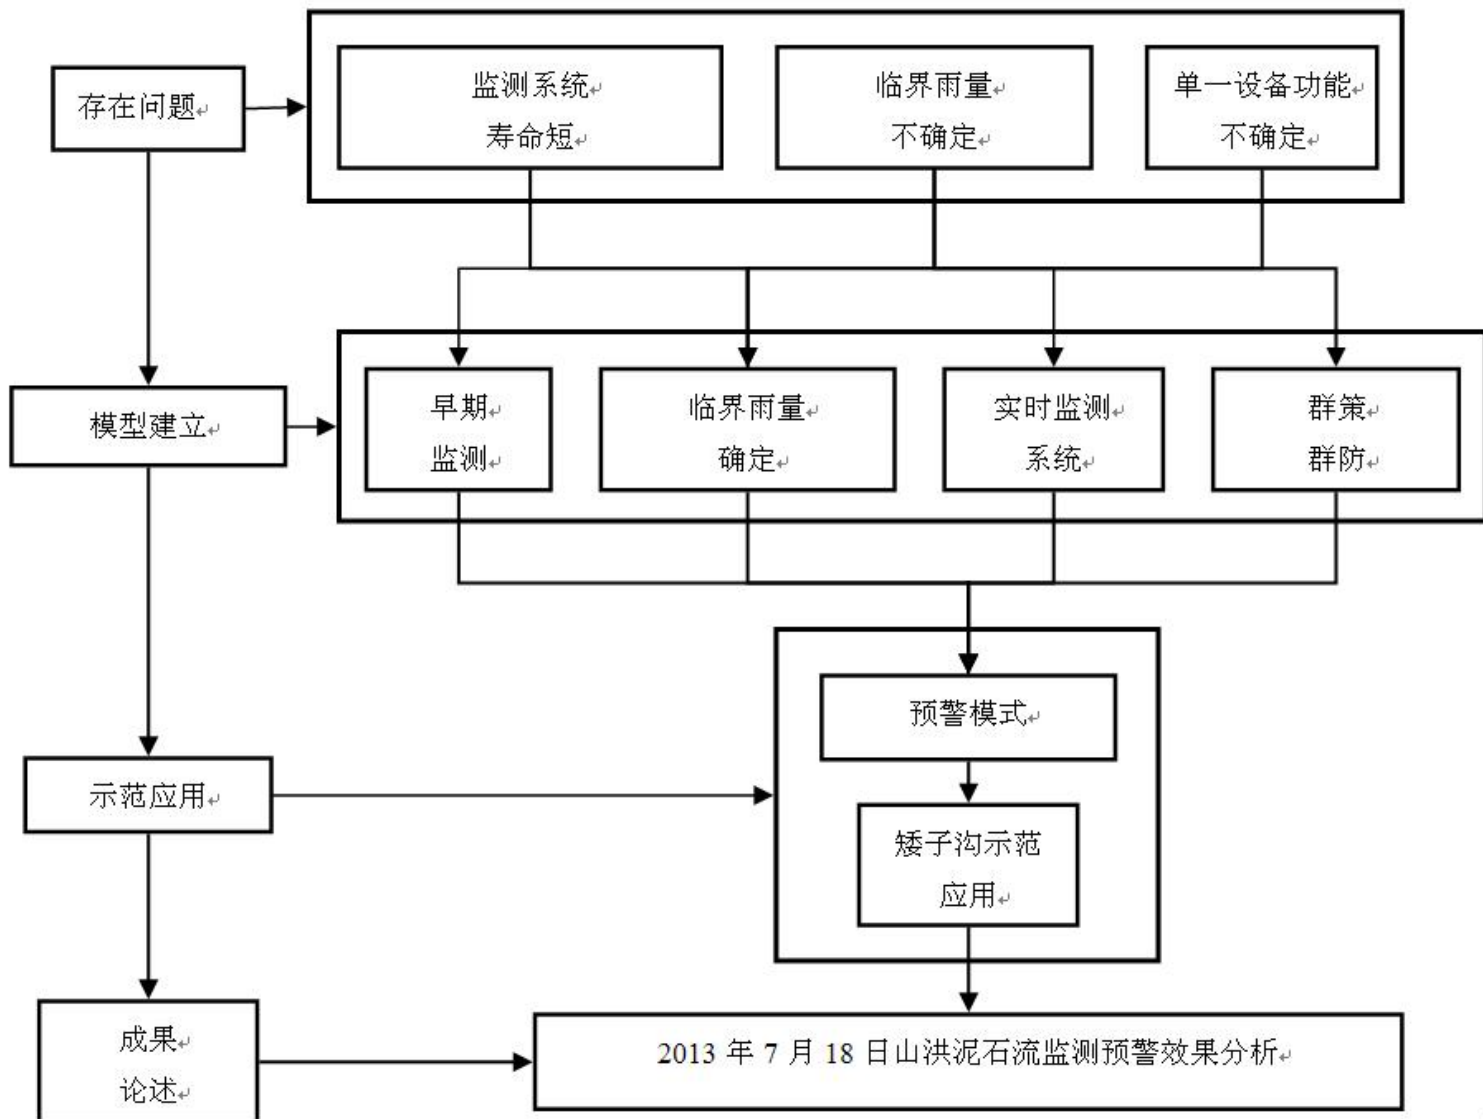 存在问题
监测系统
寿命短
临界雨量
不确定
单一设备功能
不确定
模型建立
早期
监测
临界雨量
确定
实时监测
系统
群策
群防
预警模式
示范应用
矮子沟示范
应用
成果
论述
2013 年 7 月 18 日山洪泥石流监测预警效果分析